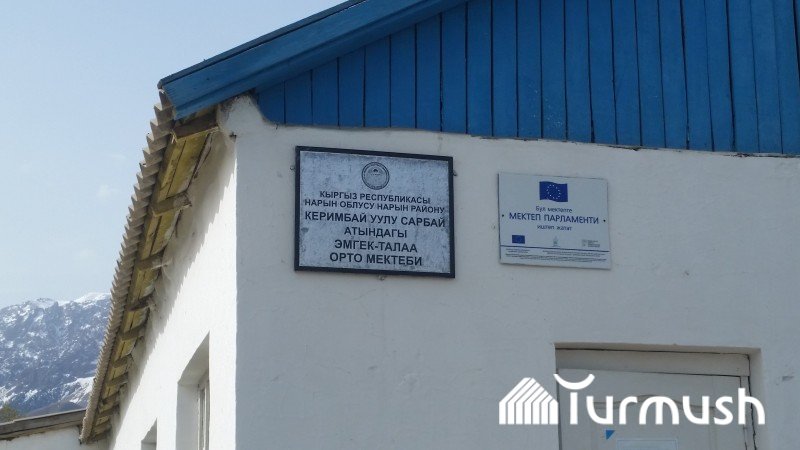 КЫРГЫЗ РЕСПУБЛИКАСЫ
НАРЫН ОБЛУСУ НАРЫН РАЙОНУ
КЕРИМБАЙ УУЛУ САРБАЙ
АТЫНДАГЫ
ЭМГЕК-ТАЛАА
ОРТО МЕКТЕБИ
Бул мектепте
МЕКТЕП ПАРЛАМЕНТИ
иштеп жатат
Turmush